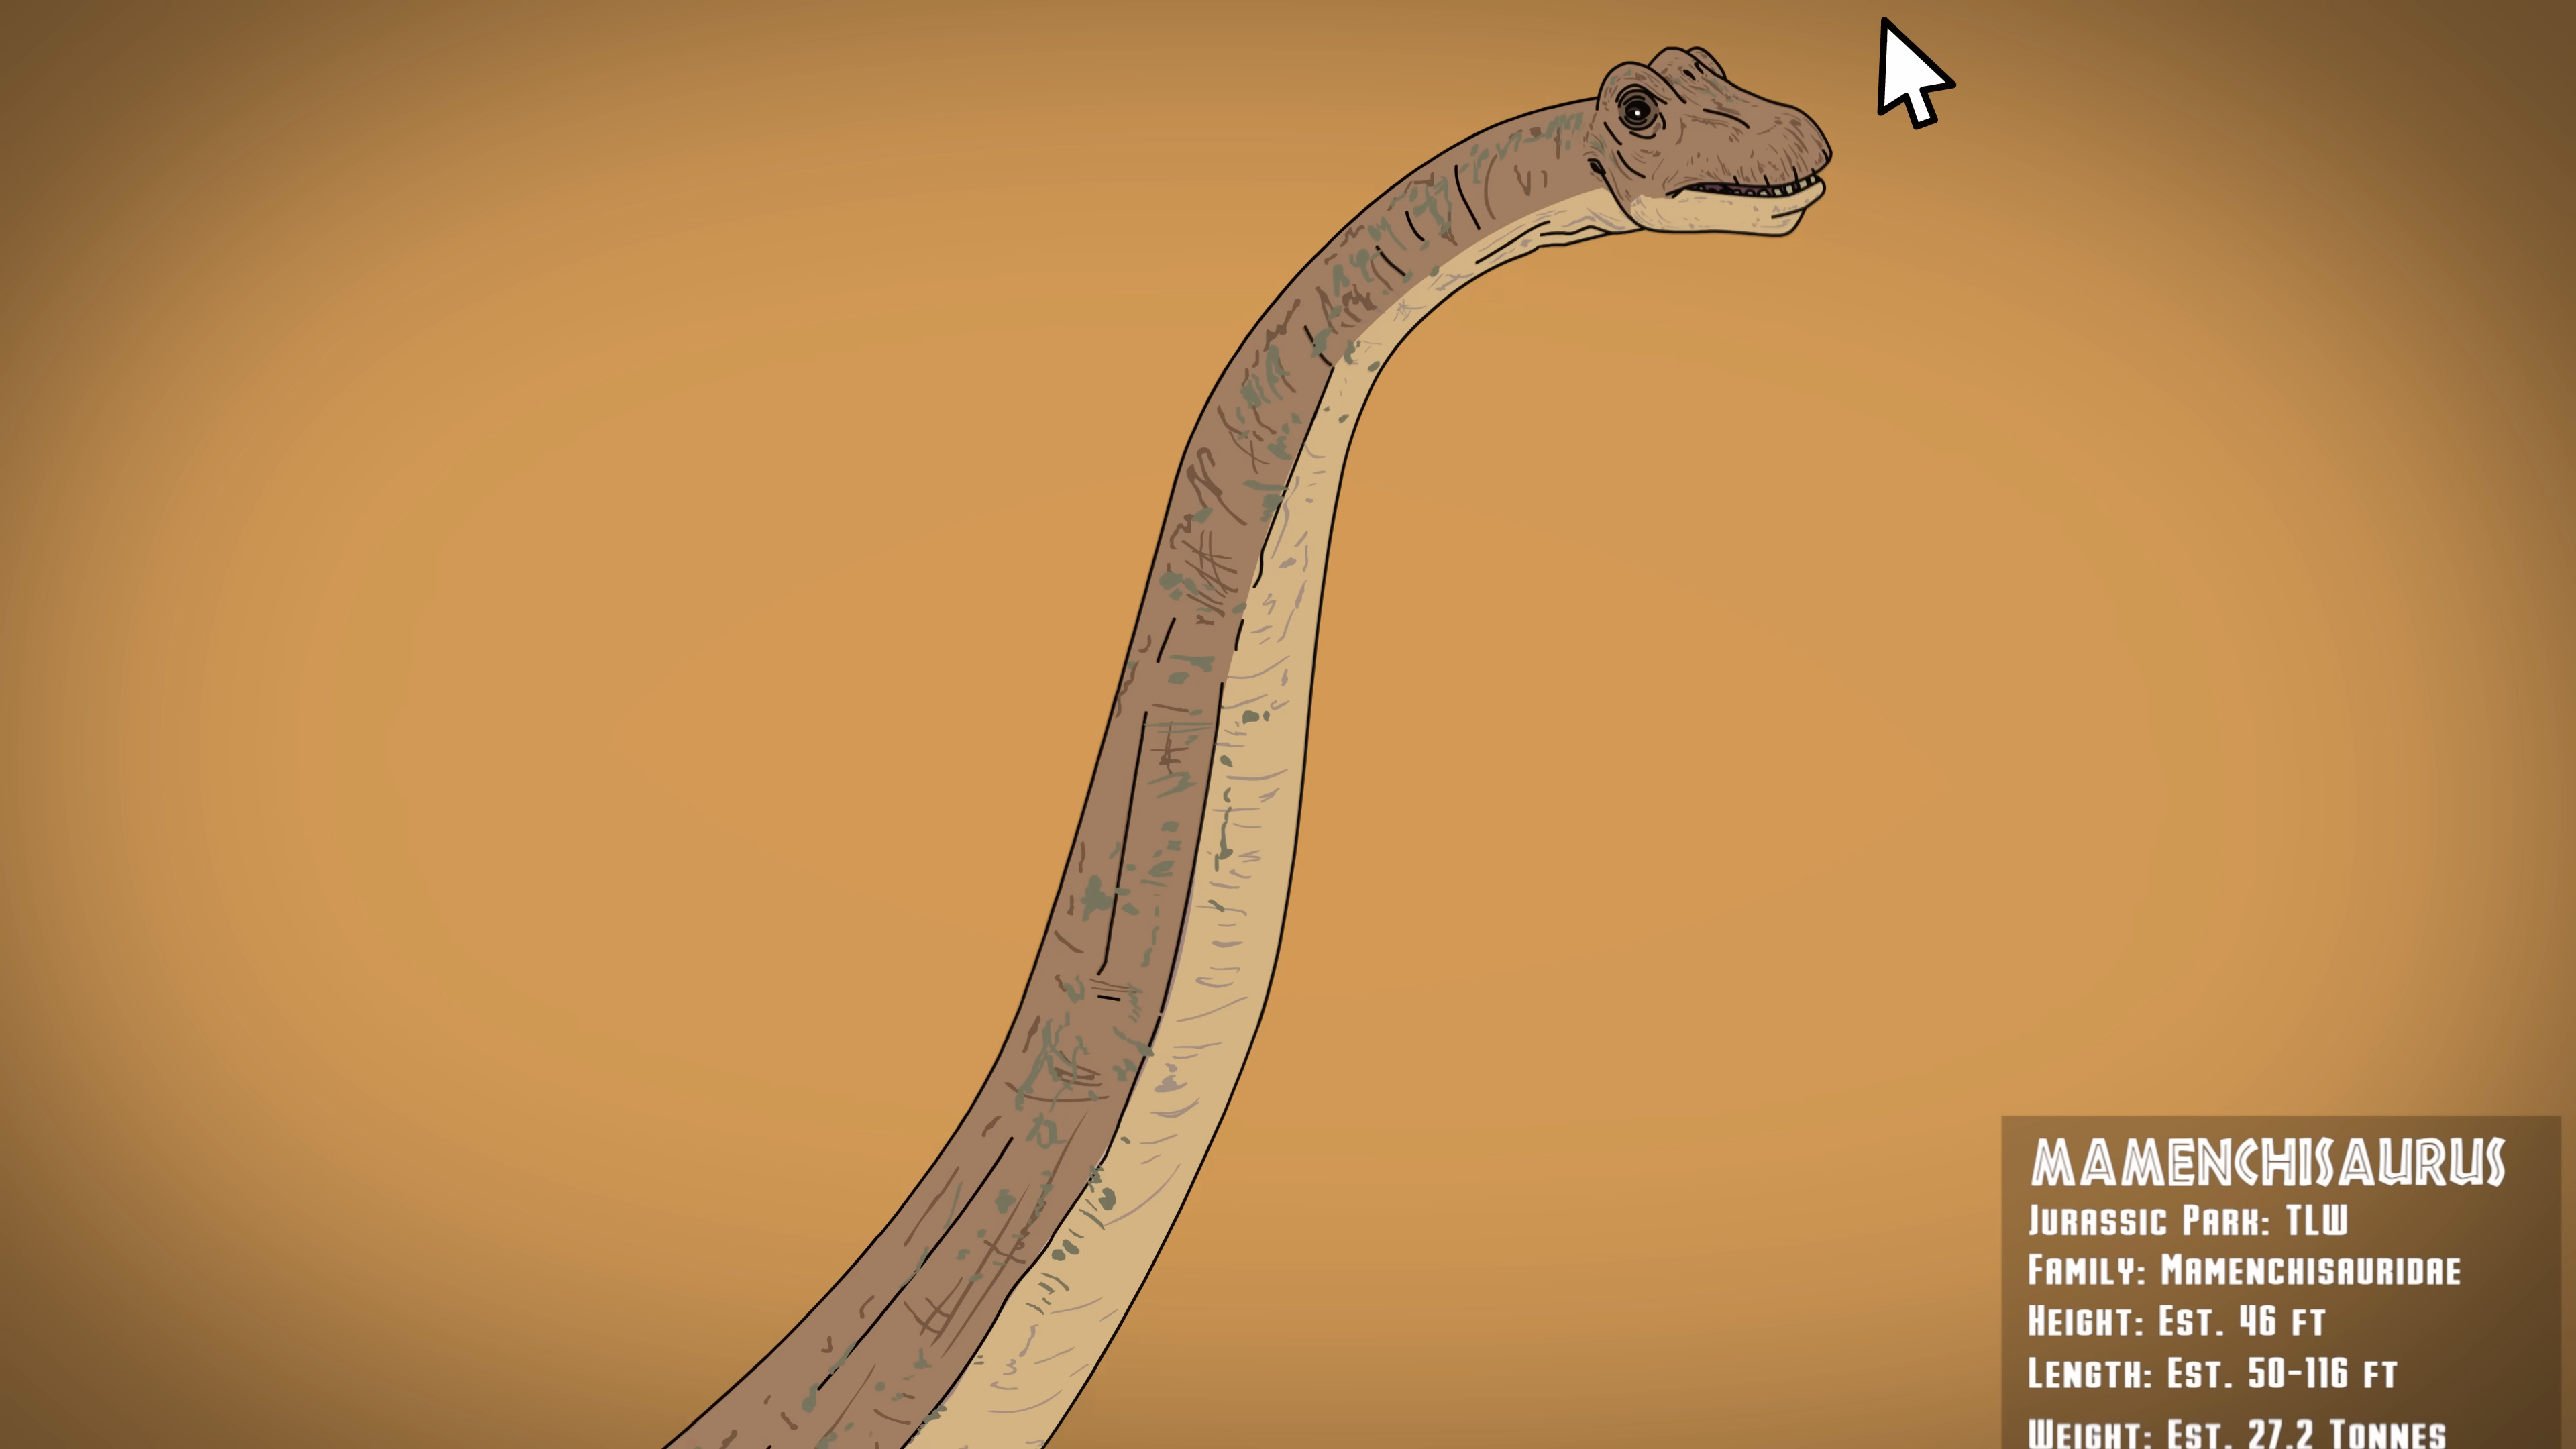 MAMENCHISAURUS
JURASSIC PARK: TLW
FAMILY: MAMENCHISAURIDAE
HEIGHT: EST. 46 FT
LENGTH: EST. 50-116 FT
WEIGHT: EST. 27.2 TONNES